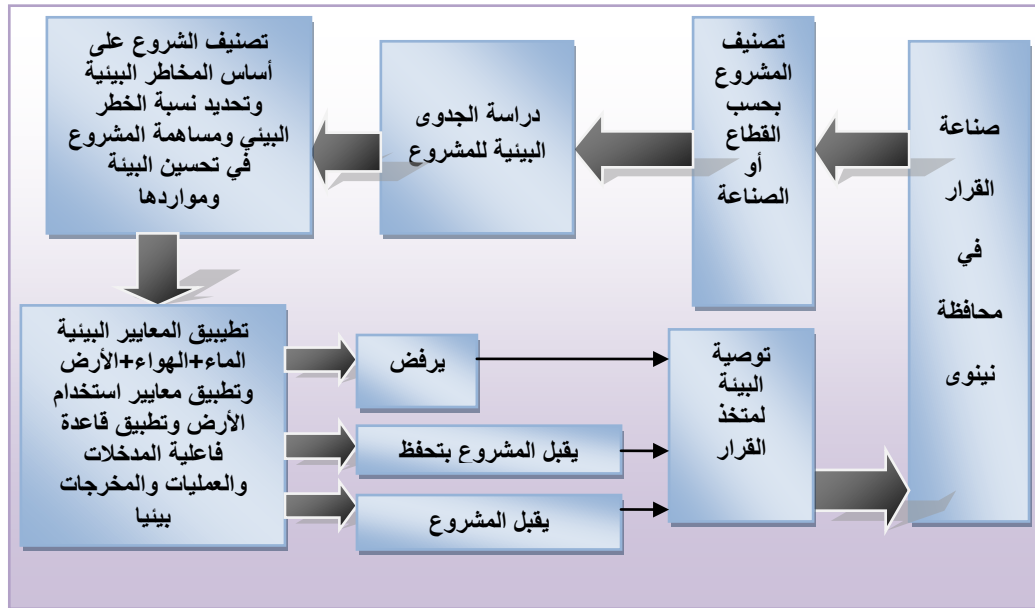 صناعة
القرار
في
محافظة
نينوى
تصنيف
المشروع
بحسب
القطاع
أو
الصناعة
دراسة الجدوى
البيئية للمشروع
تصنيف الشروع على
أساس المخاطر البيئية
وتحديد نسبة الخطر
البيئي ومساهمة المشروع
في تحسين البيئة
ومواردها
تطيبيق المعايير البيئية
الماء+الهواء+الأرض
وتطبيق معايير استخدام
الأرض وتطبيق قاعدة
فاعلية المدخلات
والعمليات والمخرجات
بيئيا
يرفض
يقبل المشروع بتحفظ
يقبل المشروع
توصية
البيئة
لمتخذ
القرار